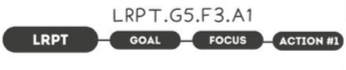 LRPT.G5.F3.A1
LRPT GOAL FOCUS ACTION #1